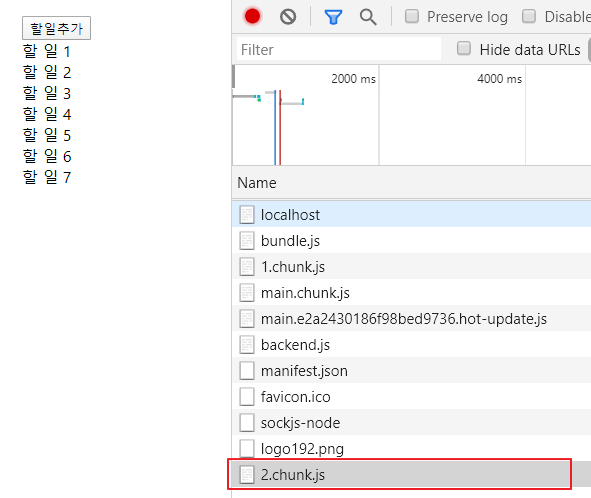 할일추가
할 일 1
할 일 2
할 일 3
할 일 4
할 일 5
할 일 6
할 일 7
Preserve log
Disable
Filter
Hide data URLs
2000 ms
4000 ms
Name
localhost
bundle.js
1.chunk.js
main.chunk.js
main.e2a2430186f98bed9736.hot-update.js
backend.js
manifest.json
favicon.ico
sockjs-node
logo192.png
2.chunk.js